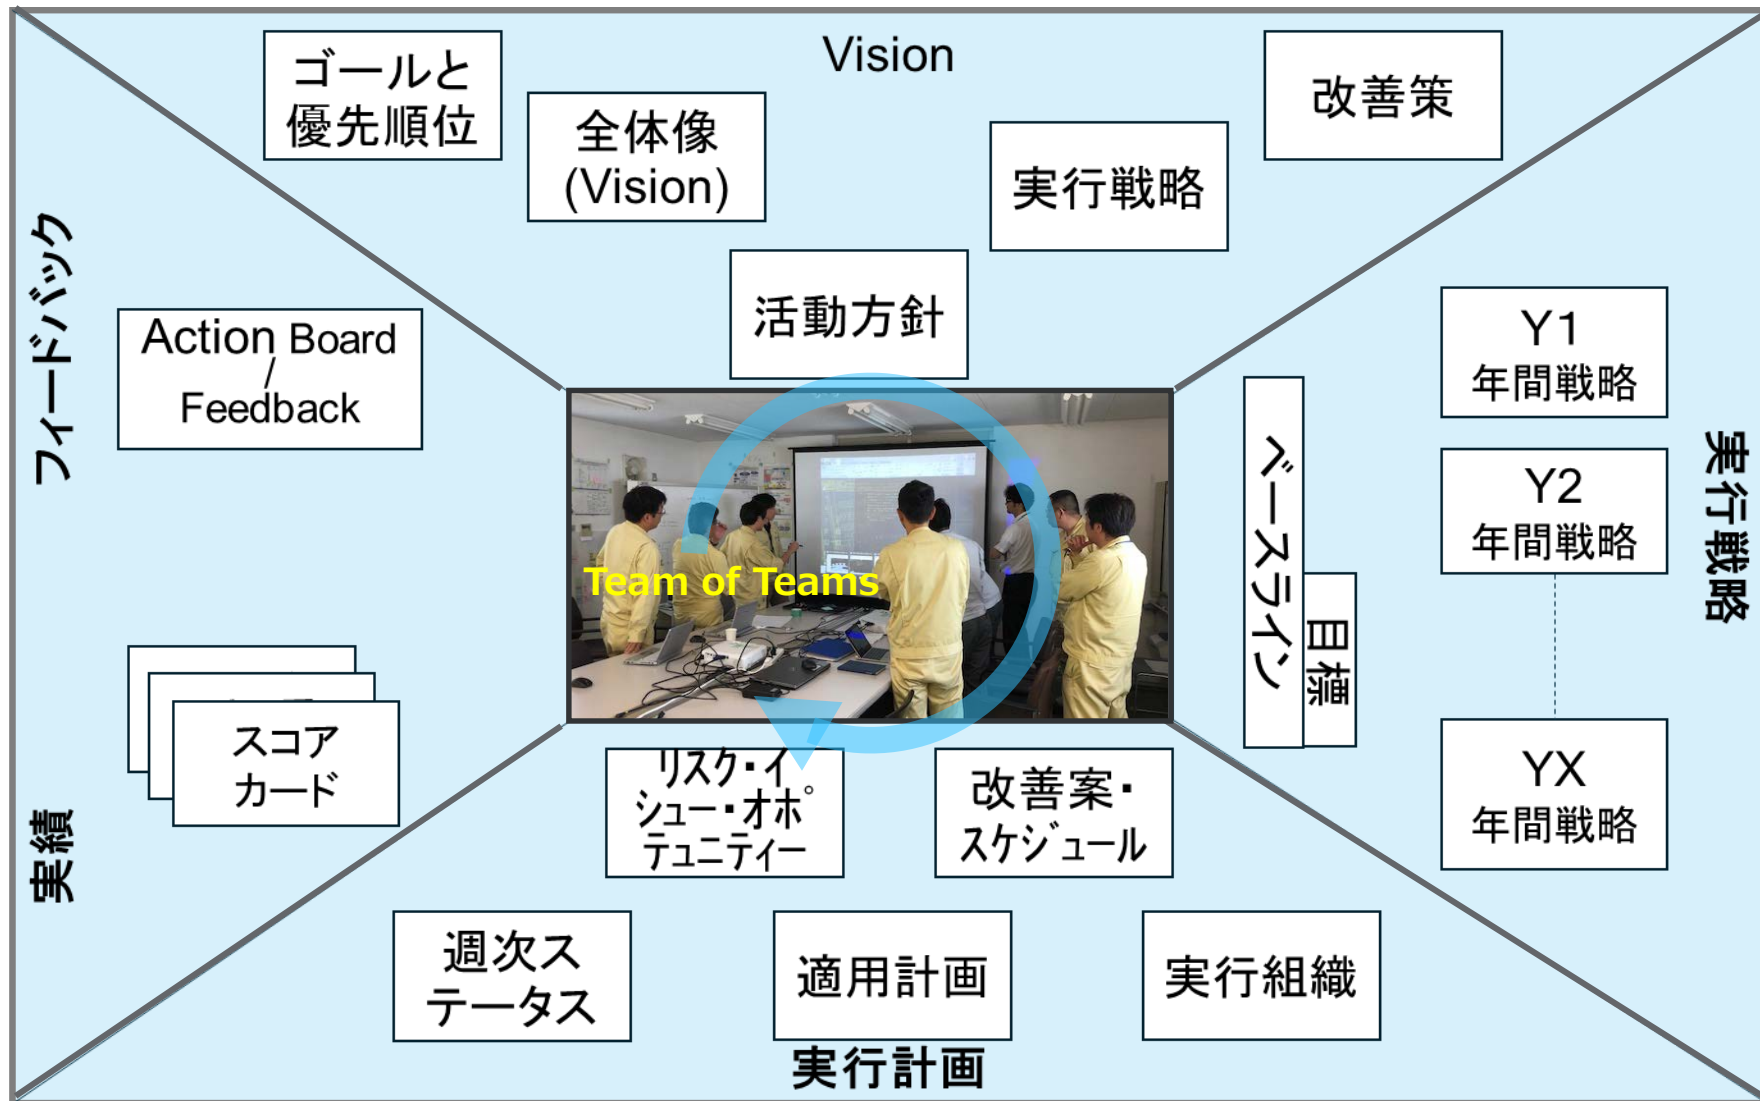 Vision
ゴールと
優先順位
全体像
(Vision)
実行戦略
改善策
活動方針
フィードバック
Action Board
/
Feedback
実績
スコア
カード
Team of Teams
ベースライン
目標
Y1
年間戦略
Y2
年間戦略
YX
年間戦略
実行戦略
リスク・イ
シュー・オポ
テュニティー
改善案・
スケジュール
週次ス
テータス
適用計画
実行組織
実行計画